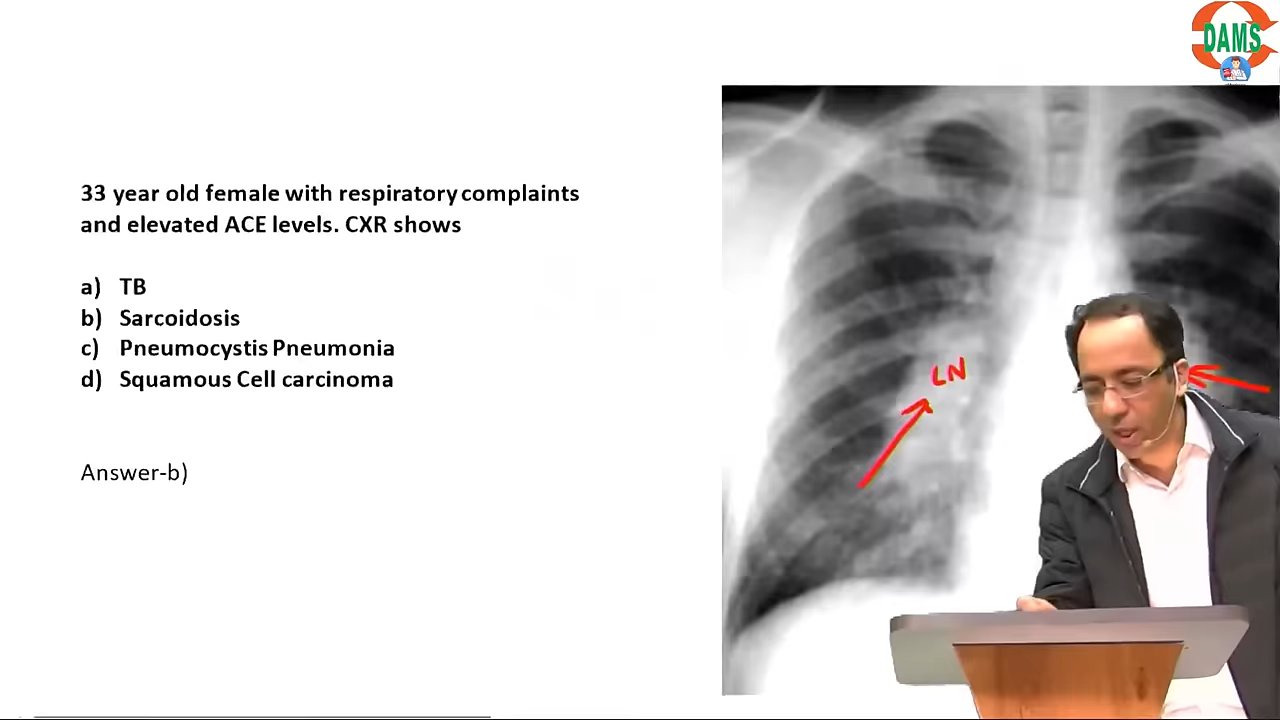 DAMS
33 year old female with respiratory complaints
and elevated ACE levels. CXR shows
a) TB
b) Sarcoidosis
c) Pneumocystis Pneumonia
d) Squamous Cell carcinoma
Answer-b)
LN